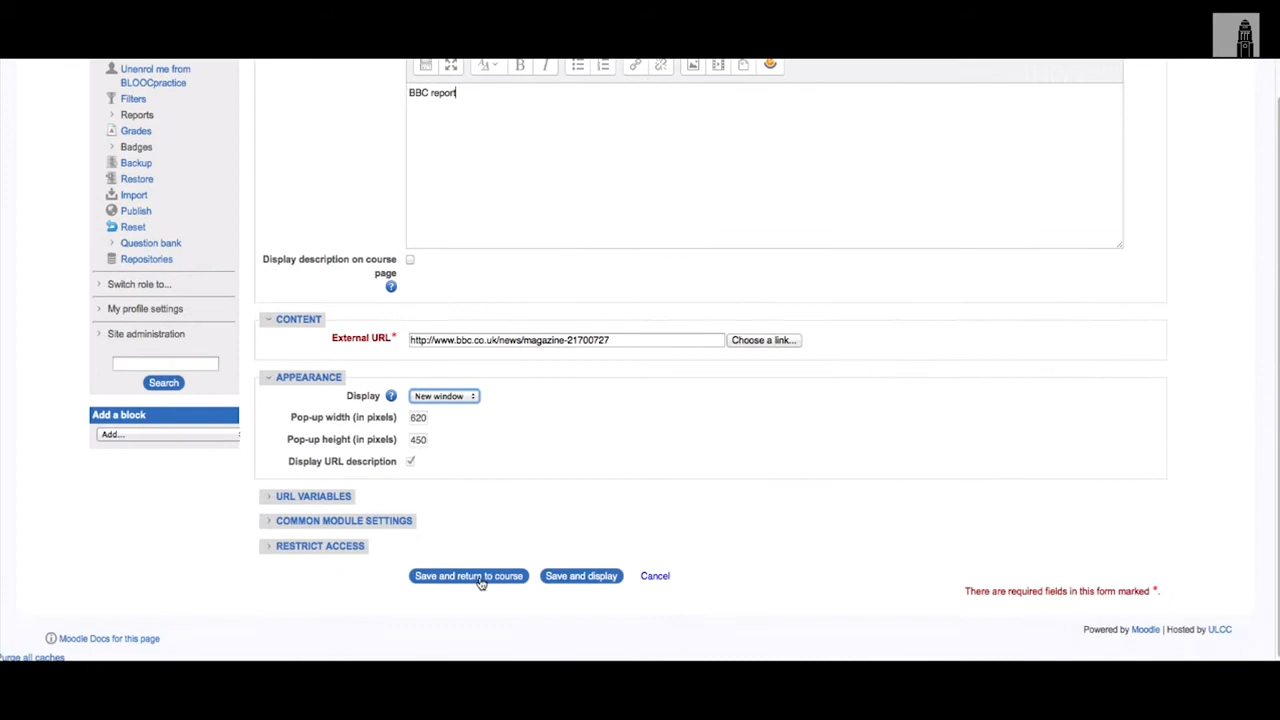 Unenrol me from
BLOOCpractice
Filters
Reports
Grades
Badges
Backup
Restore
Import
Publish
Reset
Question bank
Repositories
Switch role to...
My profile settings
Site administration
Search
Add a block
Add...
B I
BBC report
Display description on course
page
CONTENT
External URL* http://www.bbc.co.uk/news/magazine-21700727 Choose a link...
APPEARANCE
Display New window
Pop-up width (in pixels) 620
Pop-up height (in pixels) 450
Display URL description
URL VARIABLES
COMMON MODULE SETTINGS
RESTRICT ACCESS
Save and return to course Save and display Cancel
There are required fields in this form marked *.
Powered by Moodle | Hosted by ULCC
Moodle Docs for this page
urge all caches